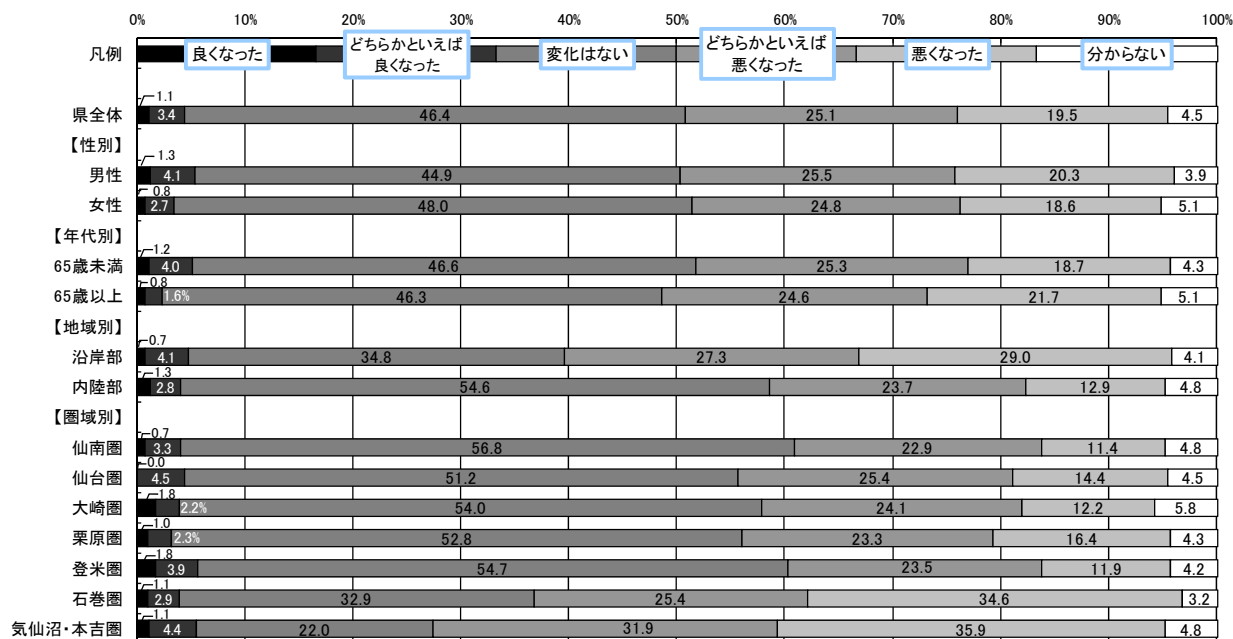 0% 10% 20% 30% 40% 50% 60% 70% 80% 90% 100%
凡例 良くなった どちらかといえば 良くなった 変化はない どちらかといえば 悪くなった 悪くなった 分からない
1.1
県全体 3.4 46.4 25.1 19.5 4.5
【性別】
1.3
男性 4.1 44.9 25.5 20.3 3.9
0.8
女性 2.7 48.0 24.8 18.6 5.1
【年代別】
1.2
65歳未満 4.0 46.6 25.3 18.7 4.3
0.8
65歳以上 1.6% 46.3 24.6 21.7 5.1
【地域別】
0.7
沿岸部 4.1 34.8 27.3 29.0 4.1
1.3
内陸部 2.8 54.6 23.7 12.9 4.8
【圏域別】
0.7
仙南圏 3.3 56.8 22.9 11.4 4.8
0.0
仙台圏 4.5 51.2 25.4 14.4 4.5
1.8
大崎圏 2.2% 54.0 24.1 12.2 5.8
1.0
栗原圏 2.3% 52.8 23.3 16.4 4.3
1.8
登米圏 3.9 54.7 23.5 11.9 4.2
1.1
石巻圏 2.9 32.9 25.4 34.6 3.2
1.1
気仙沼・本吉圏 4.4 22.0 31.9 35.9 4.8